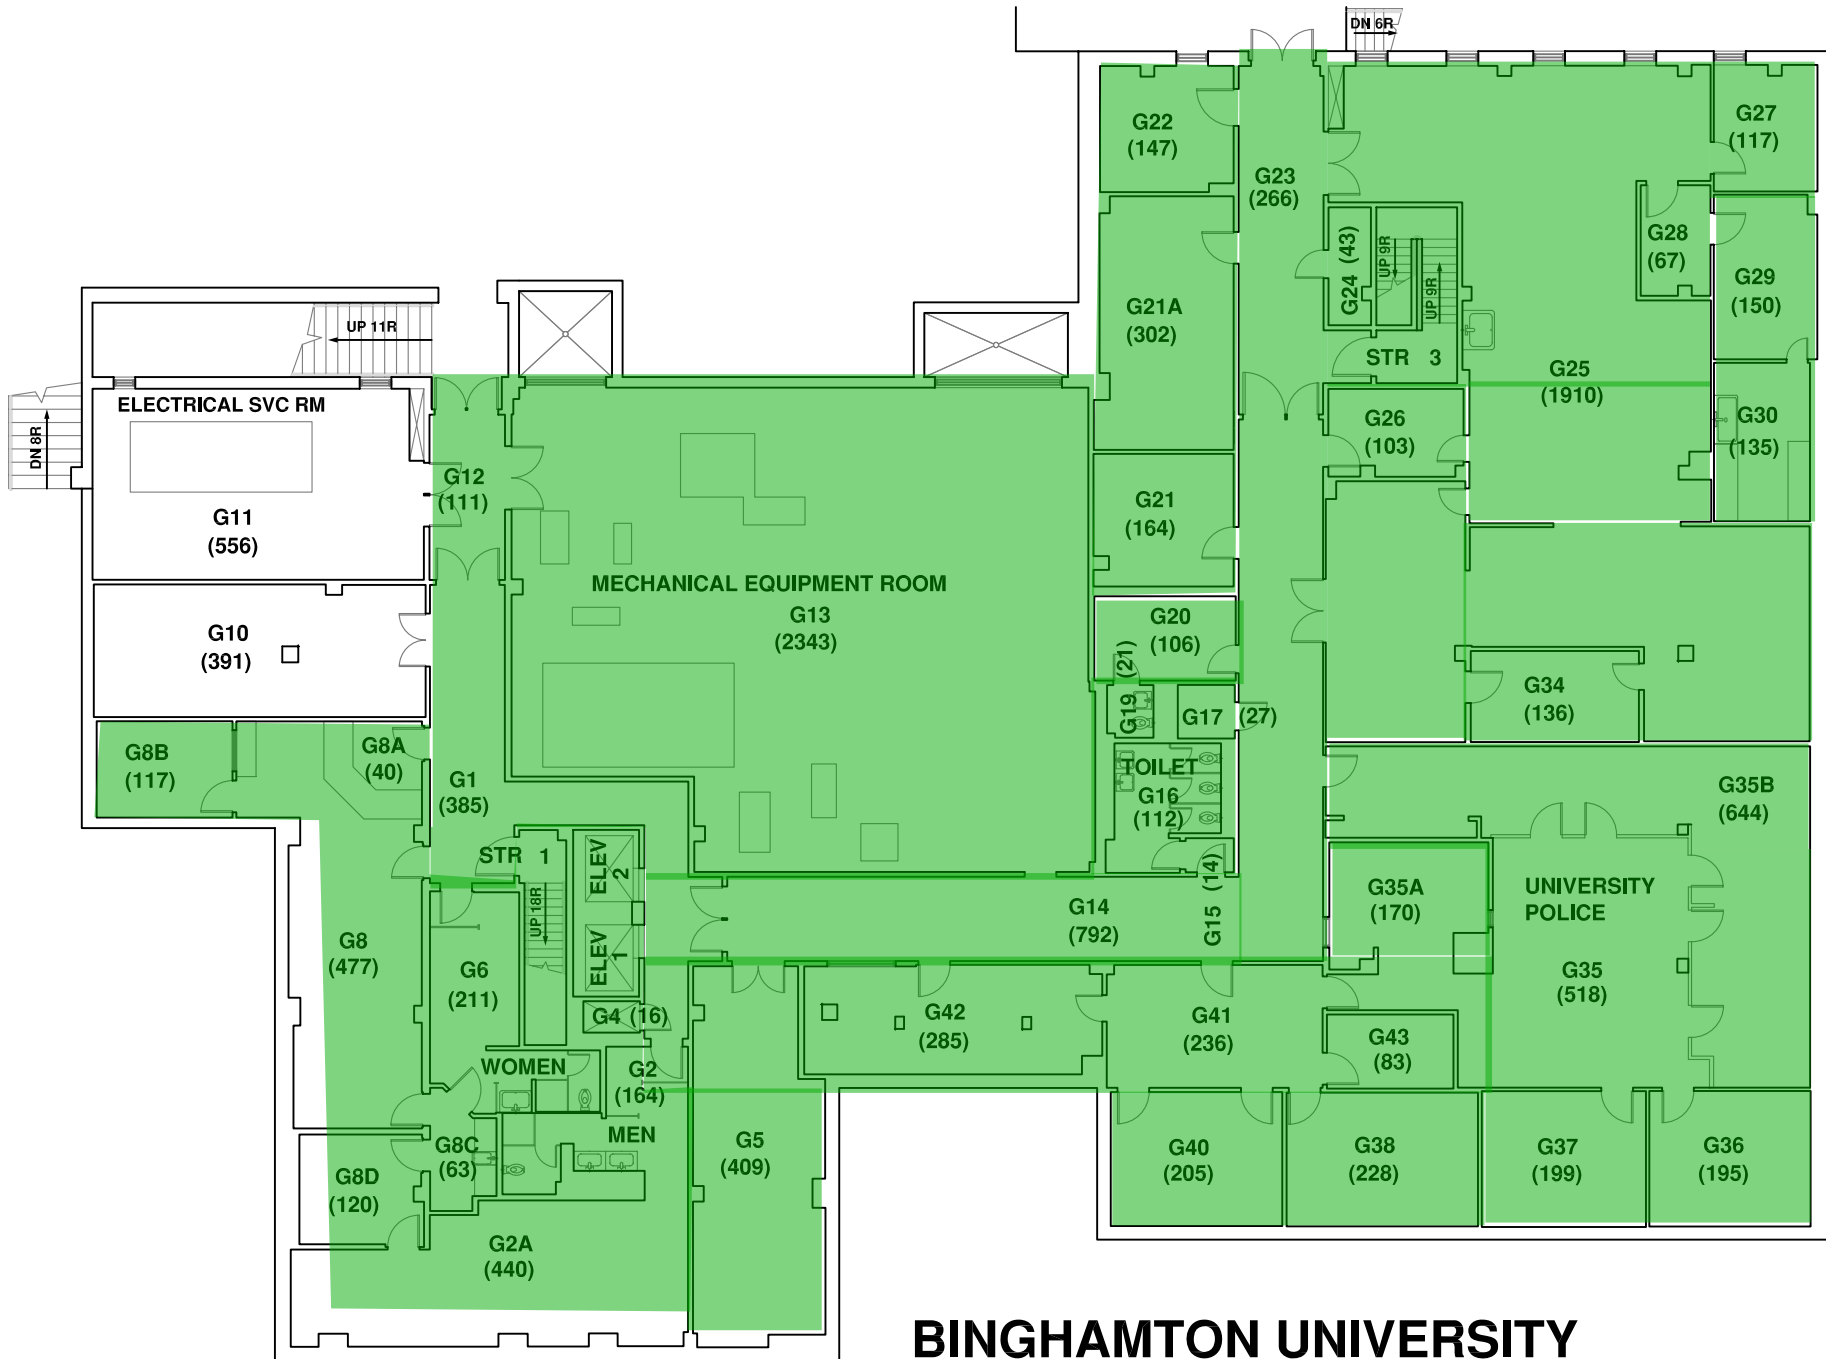 DN 6R
G22
(147)
G23
(266)
G27
(117)
G28
(67)
G29
(150)
G24 (43)
UP 9R
UP 9R
G21A
(302)
STR 3
G25
(1910)
UP 11R
ELECTRICAL SVC RM
DN 8R
G11
(556)
G12
(111)
G26
(103)
G30
(135)
G21
(164)
MECHANICAL EQUIPMENT ROOM
G13
(2343)
G10
(391)
G20
(106)
G19 (21)
G17 (27)
G34
(136)
G8B
(117)
G8A
(40)
G1
(385)
TOILET
G16
(112)
G35B
(644)
STR 1
ELEV
2
UP 18R
ELEV
1
G14
(792)
G15 (14)
G35A
(170)
UNIVERSITY
POLICE
G35
(518)
G8
(477)
G6
(211)
G4 (16)
G42
(285)
G41
(236)
G43
(83)
WOMEN
G2
(164)
MEN
G8C
(63)
G8D
(120)
G5
(409)
G40
(205)
G38
(228)
G37
(199)
G36
(195)
G2A
(440)
BINGHAMTON UNIVERSITY